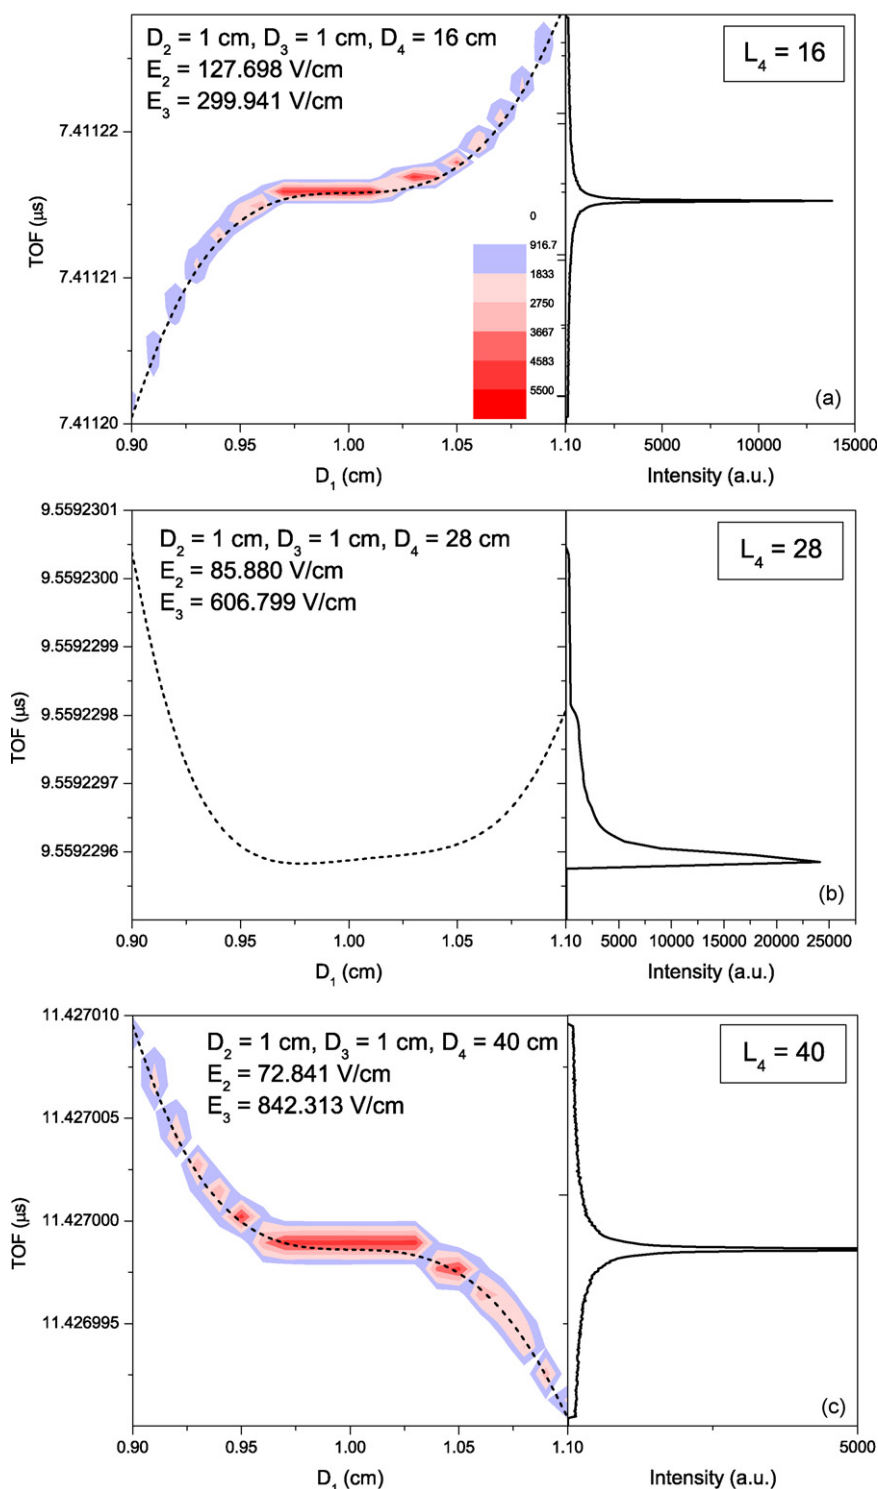 D₂ = 1 cm, D₃ = 1 cm, D₄ = 16 cm
E₂ = 127.698 V/cm
E₃ = 299.941 V/cm
L₄ = 16
7.41122
7.41121
7.41120
TOF (μs)
0
916.7
1833
2750
3667
4583
5500
(a)
0.90 0.95 1.00 1.05 1.10 5000 10000 15000
D₁ (cm) Intensity (a.u.)
D₂ = 1 cm, D₃ = 1 cm, D₄ = 28 cm
E₂ = 85.880 V/cm
E₃ = 606.799 V/cm
L₄ = 28
9.5592301
9.5592300
9.5592299
9.5592298
9.5592297
9.5592296
TOF (μs)
(b)
0.90 0.95 1.00 1.05 1.10 5000 10000 15000 20000 25000
D₁ (cm) Intensity (a.u.)
D₂ = 1 cm, D₃ = 1 cm, D₄ = 40 cm
E₂ = 72.841 V/cm
E₃ = 842.313 V/cm
L₄ = 40
11.427010
11.427005
11.427000
11.426995
TOF (μs)
(c)
0.90 0.95 1.00 1.05 1.10 5000
D₁ (cm) Intensity (a.u.)